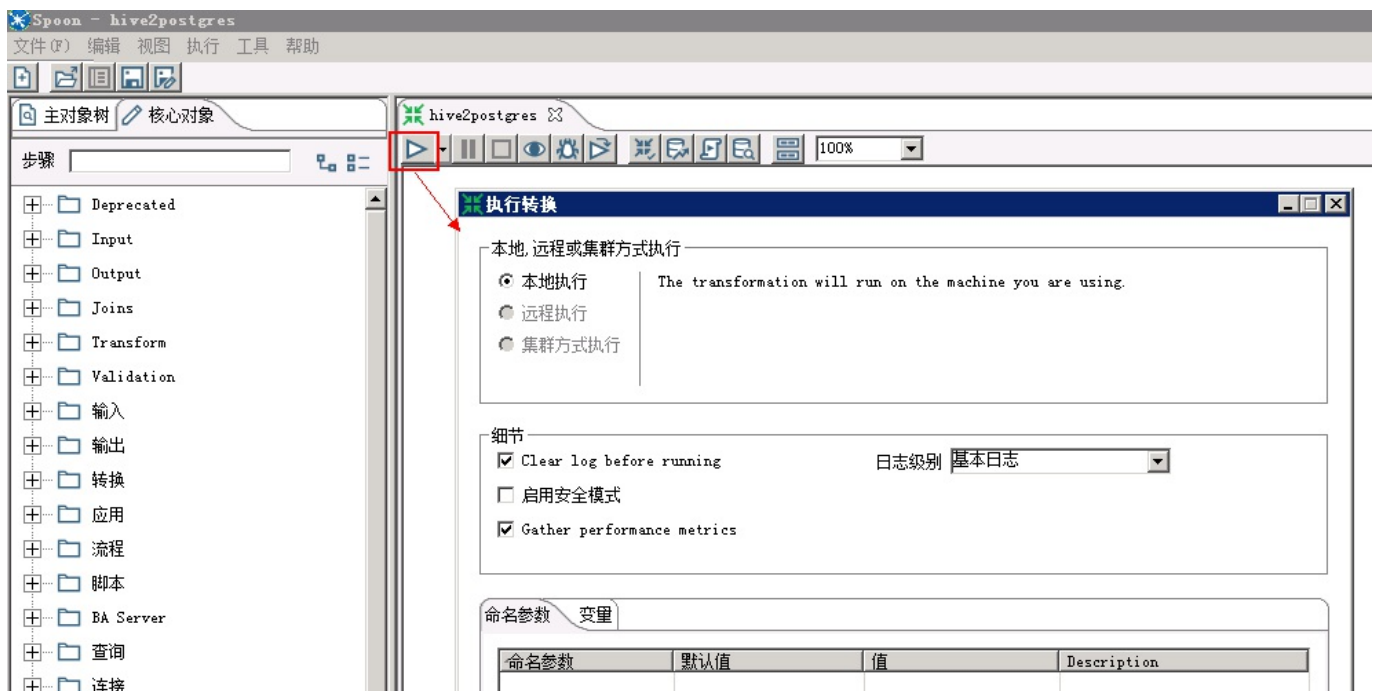 Spoon - hive2postgres
文件(F) 编辑 视图 执行 工具 帮助
主对象树 核心对象
hive2postgres
步骤
100%
Deprecated
Input
Output
Joins
Transform
Validation
输入
输出
转换
应用
流程
脚本
BA Server
查询
连接
执行转换
本地,远程或集群方式执行
本地执行
The transformation will run on the machine you are using.
远程执行
集群方式执行
细节
Clear log before running
日志级别 基本日志
启用安全模式
Gather performance metrics
命名参数 变量
命名参数 默认值 值 Description